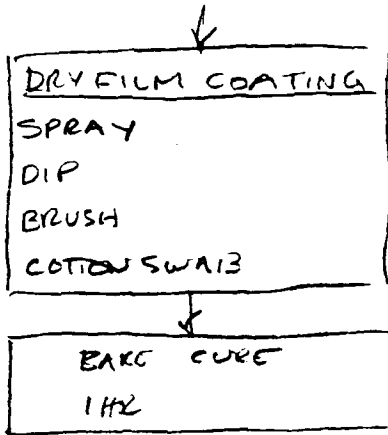 DRY FILM COATING
SPRAY
DIP
BRUSH
COTTON SWAB
BAKE CURE
1 HR